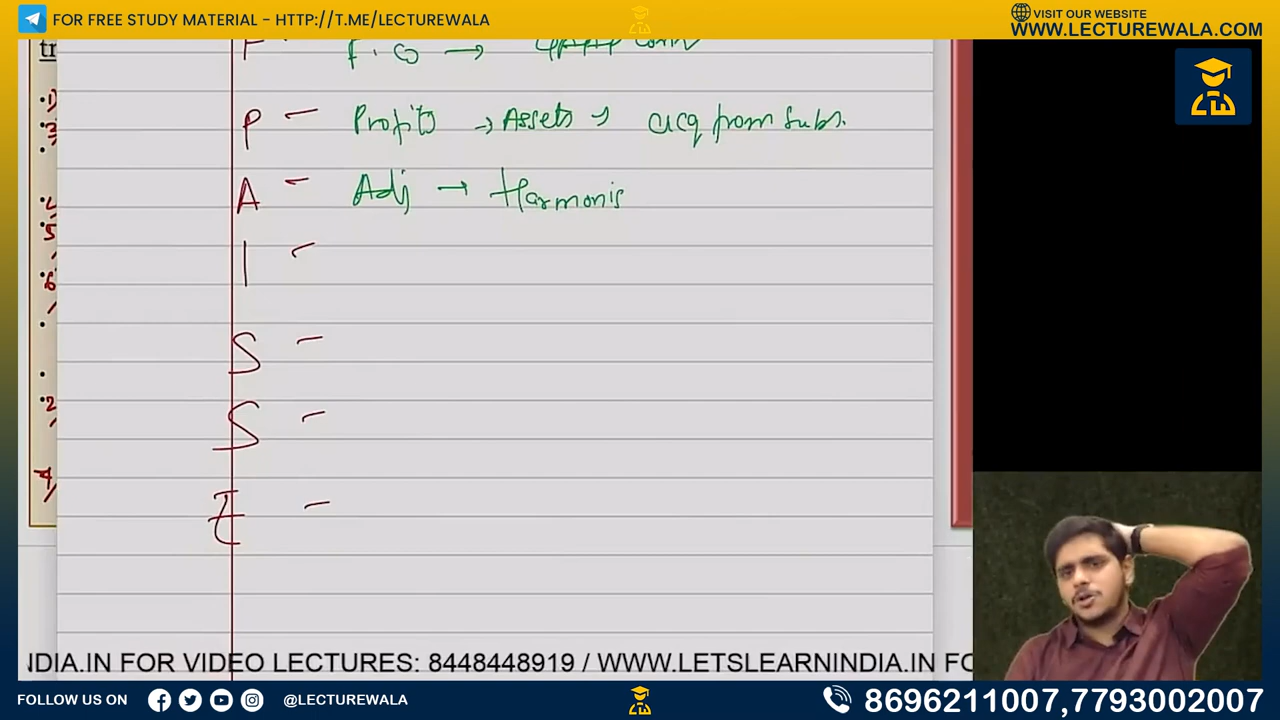 FOR FREE STUDY MATERIAL - HTTP://T.ME/LECTUREWALA
VISIT OUR WEBSITE
WWW.LECTUREWALA.COM
P - Profits → Assets → acq from Subs.
A - Adj → Harmonis
I -
S -
S -
E -
NDIA.IN FOR VIDEO LECTURES: 8448448919 / WWW.LETSLEARNINDIA.IN FO
FOLLOW US ON
@LECTUREWALA
8696211007,7793002007